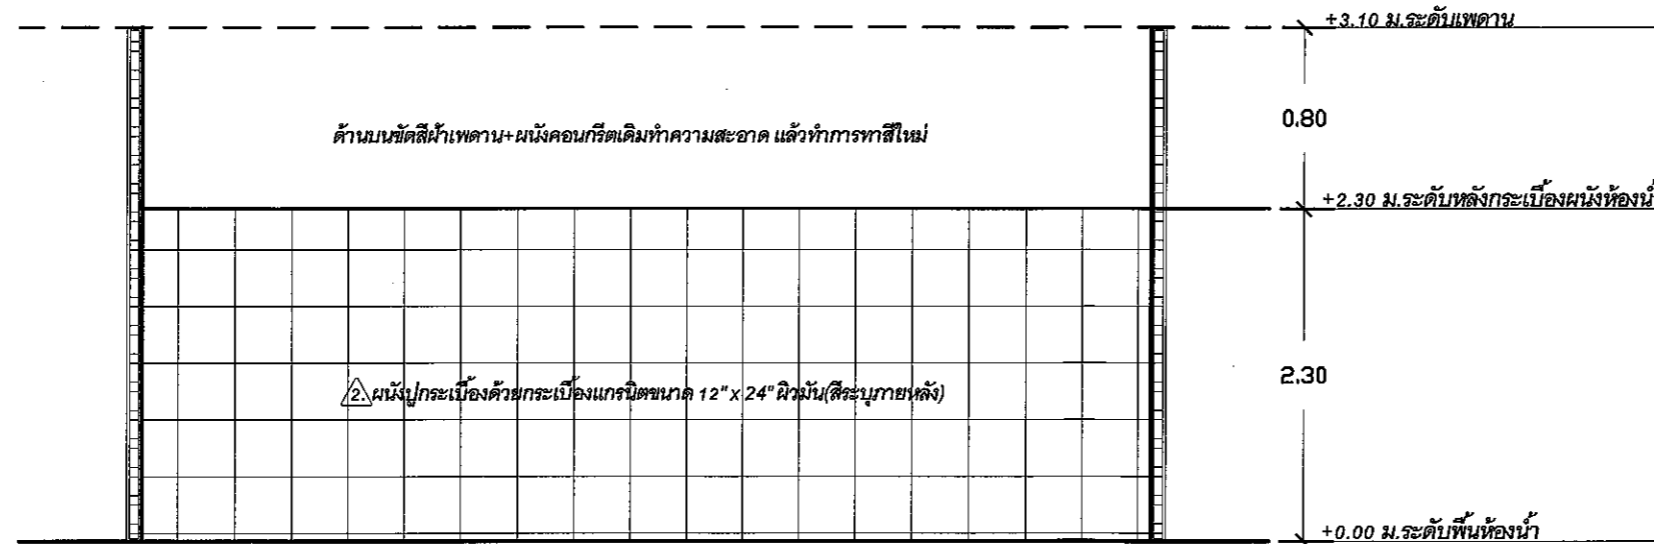 +3.10 ม.ระดับเพดาน
0.80
ด้านบนขัดสีฝ้าเพดาน+ผนังคอนกรีตเดิมทำความสะอาด แล้วทำการทาสีใหม่
+2.30 ม.ระดับหลังกระเบื้องผนังห้องน้ำ
2.30
2. ผนังปูกระเบื้องด้วยกระเบื้องแกรนิตขนาด 12"x 24" ผิวมัน(สีระบุภายหลัง)
+0.00 ม.ระดับพื้นห้องน้ำ